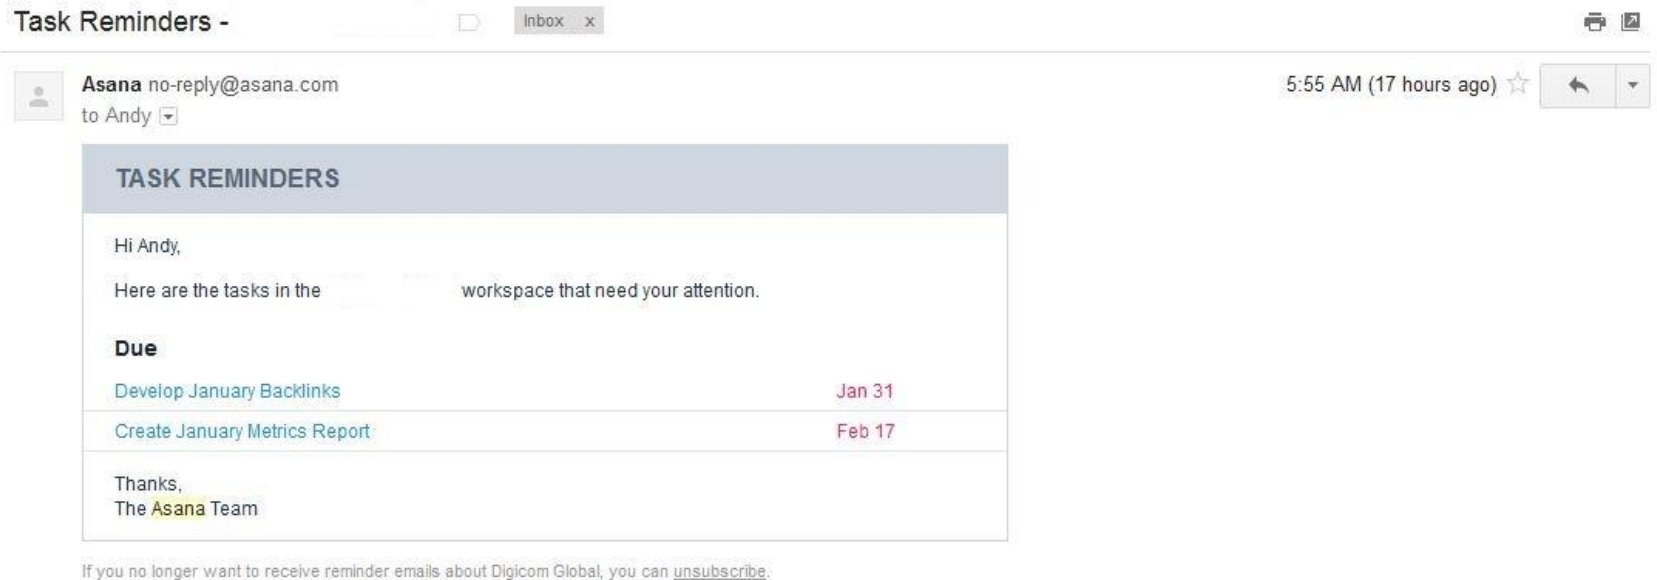 Task Reminders -
Inbox x
Asana no-reply@asana.com
5:55 AM (17 hours ago)
to Andy
TASK REMINDERS
Hi Andy,
Here are the tasks in the workspace that need your attention.
Due
Develop January Backlinks Jan 31
Create January Metrics Report Feb 17
Thanks,
The Asana Team
If you no longer want to receive reminder emails about Digicom Global, you can unsubscribe.